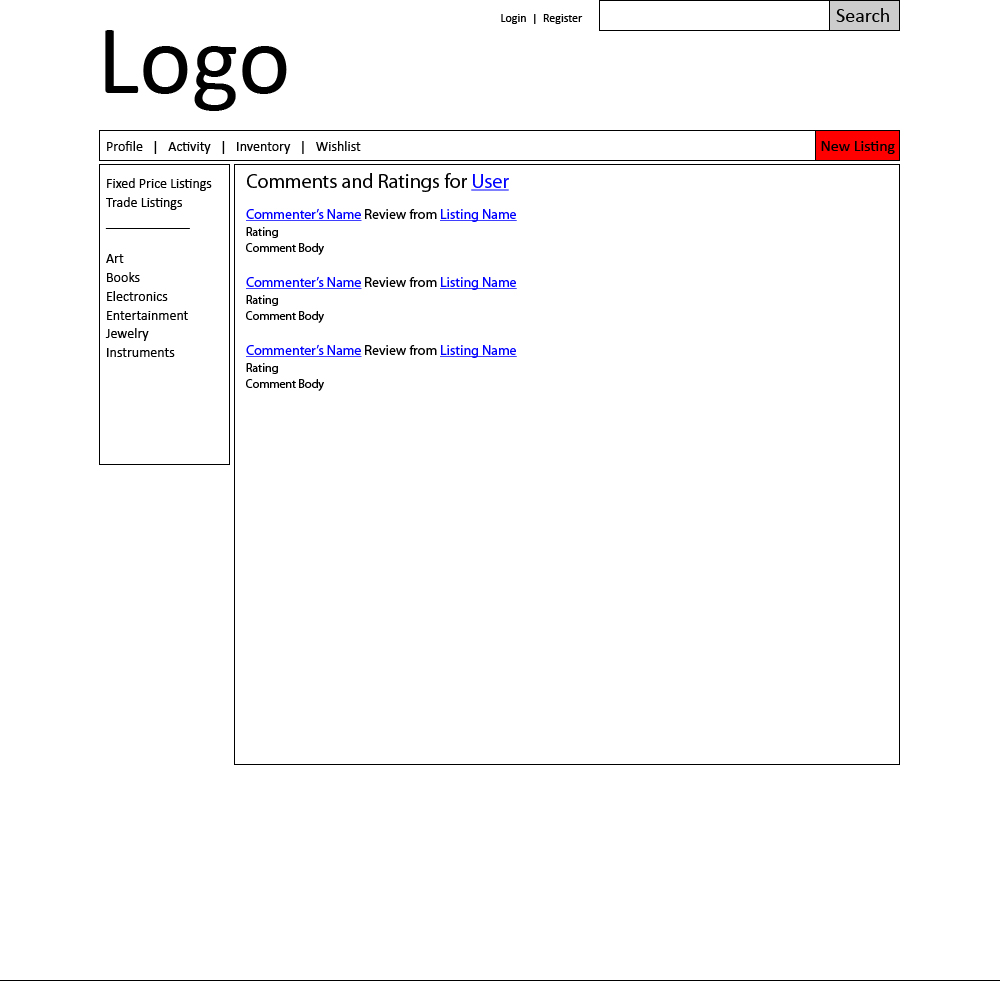 Login | Register
Search
Logo
Profile | Activity | Inventory | Wishlist
New Listing
Fixed Price Listings
Trade Listings
Art
Books
Electronics
Entertainment
Jewelry
Instruments
Comments and Ratings for User
Commenter’s Name Review from Listing Name
Rating
Comment Body
Commenter’s Name Review from Listing Name
Rating
Comment Body
Commenter’s Name Review from Listing Name
Rating
Comment Body